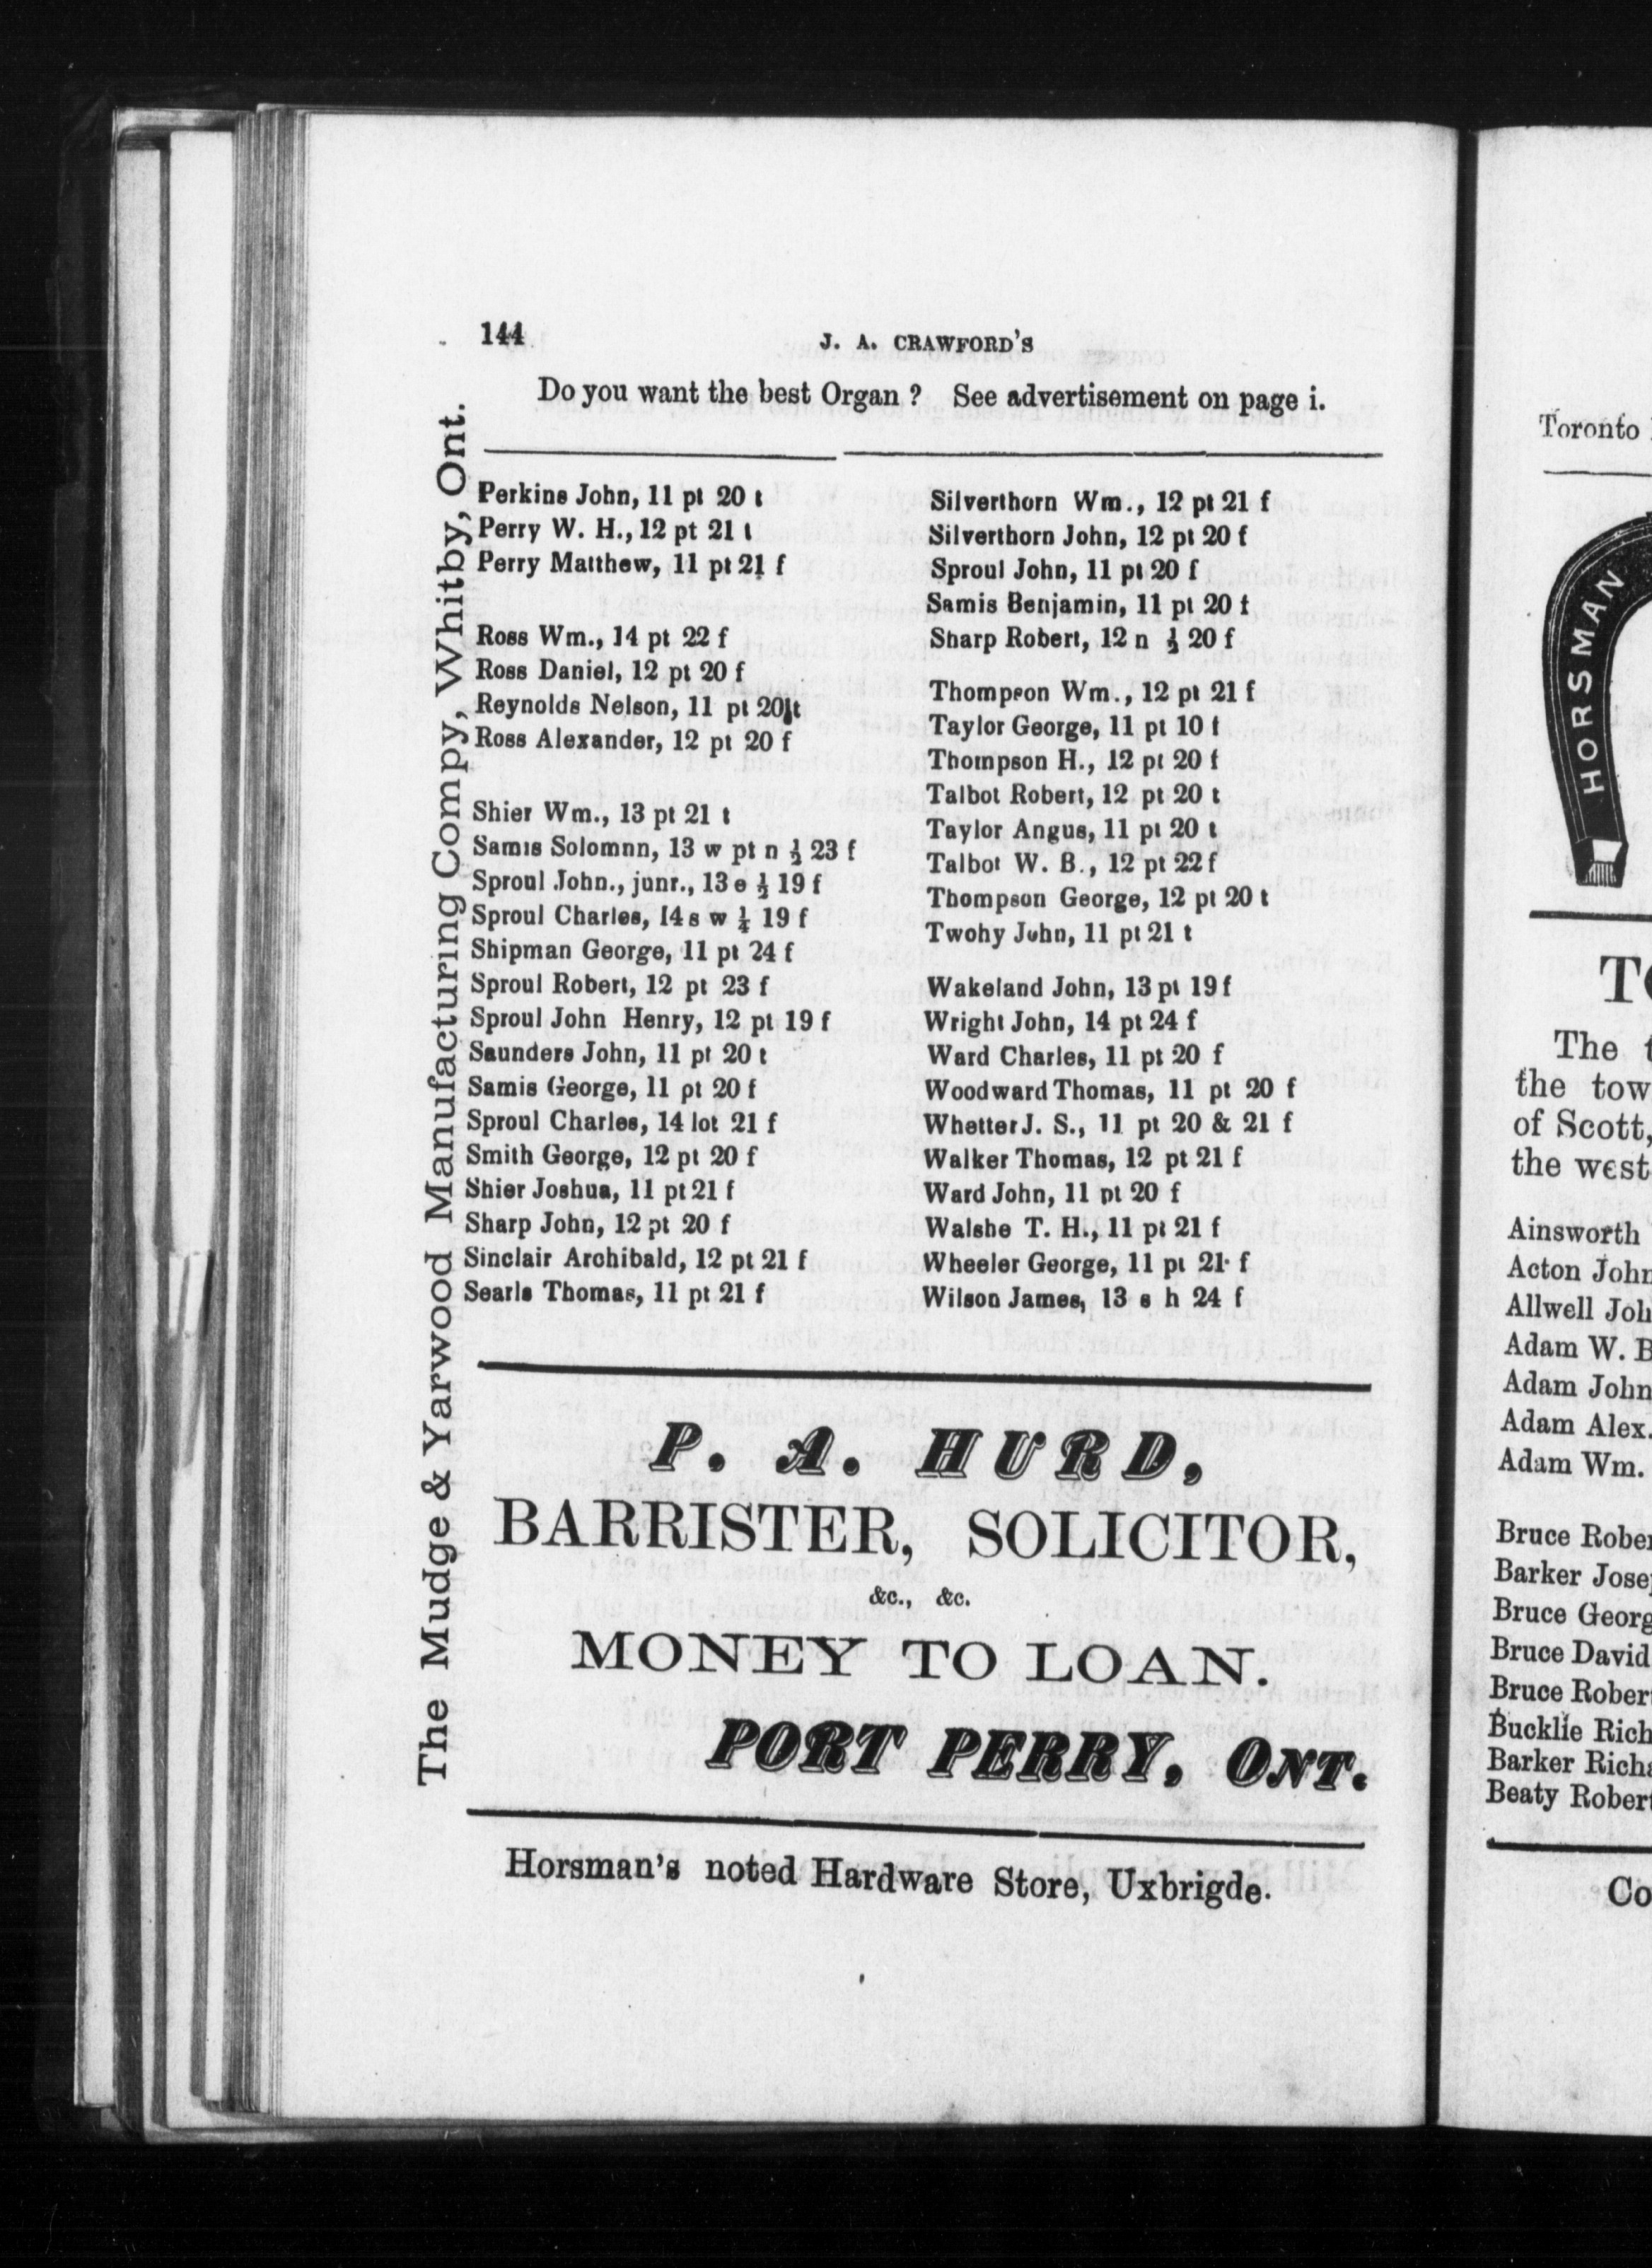 144
J. A. CRAWFORD'S
Do you want the best Organ ? See advertisement on page i.
The Mudge & Yarwood Manufacturing Compy, Whitby, Ont.
Perkins John, 11 pt 20 t
Perry W. H., 12 pt 21 t
Perry Matthew, 11 pt 21 f
Ross Wm., 14 pt 22 f
Ross Daniel, 12 pt 20 f
Reynolds Nelson, 11 pt 20 t
Ross Alexander, 12 pt 20 f
Shier Wm., 13 pt 21 t
Samis Solomnn, 13 w pt n ½ 23 f
Sproul John., junr., 13 e ½ 19 f
Sproul Charles, 14 s w ¼ 19 f
Shipman George, 11 pt 24 f
Sproul Robert, 12 pt 23 f
Sproul John Henry, 12 pt 19 f
Saunders John, 11 pt 20 t
Samis George, 11 pt 20 f
Sproul Charles, 14 lot 21 f
Smith George, 12 pt 20 f
Shier Joshua, 11 pt 21 f
Sharp John, 12 pt 20 f
Sinclair Archibald, 12 pt 21 f
Searls Thomas, 11 pt 21 f
Silverthorn Wm., 12 pt 21 f
Silverthorn John, 12 pt 20 f
Sproul John, 11 pt 20 f
Samis Benjamin, 11 pt 20 f
Sharp Robert, 12 n ½ 20 f
Thompson Wm., 12 pt 21 f
Taylor George, 11 pt 10 f
Thompson H., 12 pt 20 f
Talbot Robert, 12 pt 20 t
Taylor Angus, 11 pt 20 t
Talbot W. B., 12 pt 22 f
Thompson George, 12 pt 20 t
Twohy John, 11 pt 21 t
Wakeland John, 13 pt 19 f
Wright John, 14 pt 24 f
Ward Charles, 11 pt 20 f
Woodward Thomas, 11 pt 20 f
Whetter J. S., 11 pt 20 & 21 f
Walker Thomas, 12 pt 21 f
Ward John, 11 pt 20 f
Walshe T. H., 11 pt 21 f
Wheeler George, 11 pt 21 f
Wilson James, 13 s h 24 f
P. A. HURD,
BARRISTER, SOLICITOR,
&c., &c.
MONEY TO LOAN.
PORT PERRY, ONT.
Horsman's noted Hardware Store, Uxbrigde.
Toronto
HORSMAN
The
the
of Scott,
the west
Ainsworth
Acton John
Allwell
Adam W.
Adam John
Adam Alex.
Adam Wm.
Bruce
Barker
Bruce
Bruce David
Bruce
Bucklie
Barker
Beaty